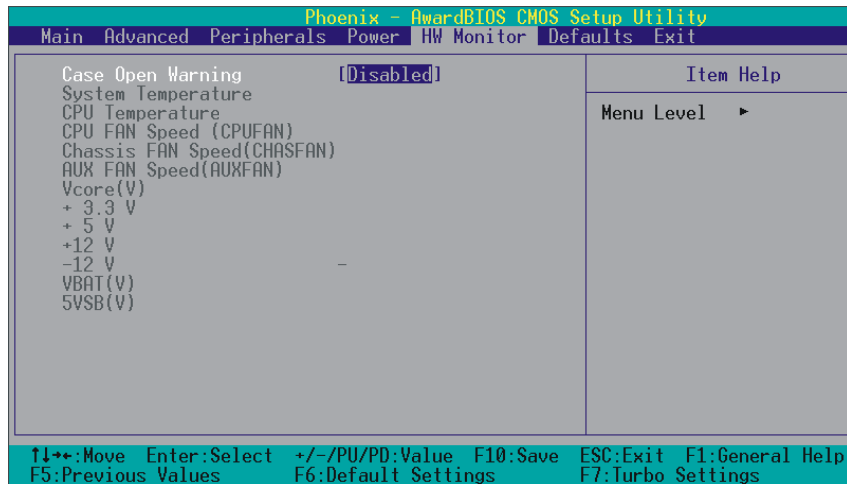 Phoenix - AwardBIOS CMOS Setup Utility
Main Advanced Peripherals Power HW Monitor Defaults Exit
Case Open Warning [Disabled]
System Temperature
CPU Temperature
CPU FAN Speed (CPUFAN)
Chassis FAN Speed(CHASFAN)
AUX FAN Speed(AUXFAN)
Vcore(V)
+ 3.3 V
+ 5 V
+12 V
-12 V -
VBAT(V)
5VSB(V)
Item Help
Menu Level ►
↑↓→←:Move Enter:Select +/-/PU/PD:Value F10:Save ESC:Exit F1:General Help
F5:Previous Values F6:Default Settings F7:Turbo Settings